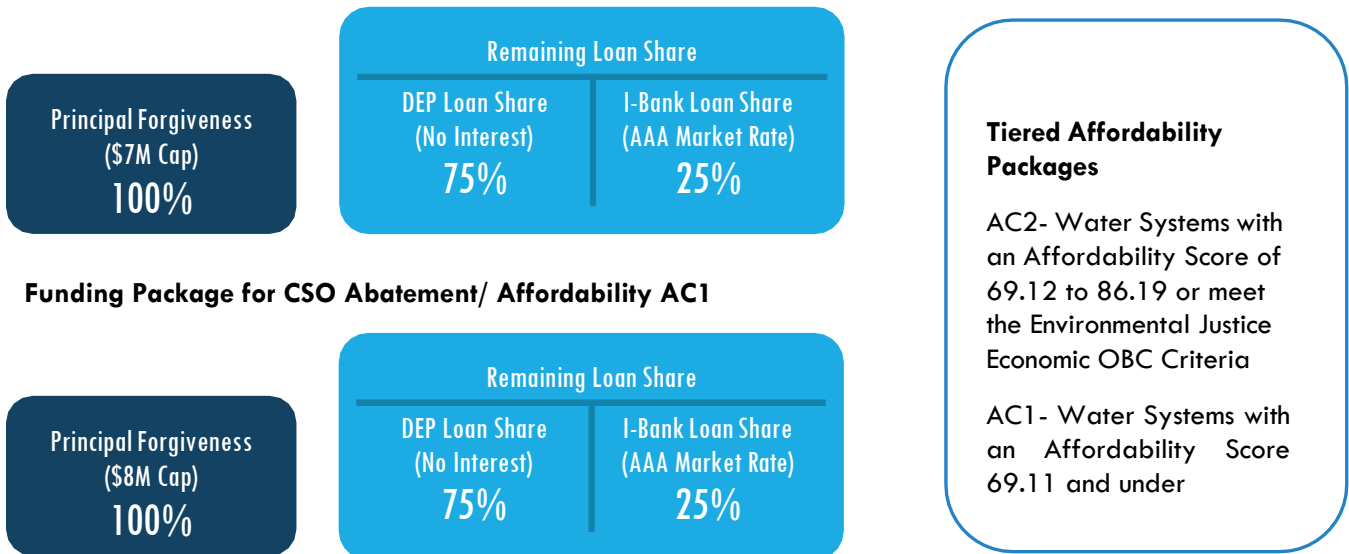 Principal Forgiveness
($7M Cap)
100%
Remaining Loan Share
DEP Loan Share
(No Interest)
75%
I-Bank Loan Share
(AAA Market Rate)
25%
Funding Package for CSO Abatement/ Affordability AC1
Principal Forgiveness
($8M Cap)
100%
Remaining Loan Share
DEP Loan Share
(No Interest)
75%
I-Bank Loan Share
(AAA Market Rate)
25%
Tiered Affordability
Packages
AC2- Water Systems with
an Affordability Score of
69.12 to 86.19 or meet
the Environmental Justice
Economic OBC Criteria
AC1- Water Systems with
an Affordability Score
69.11 and under